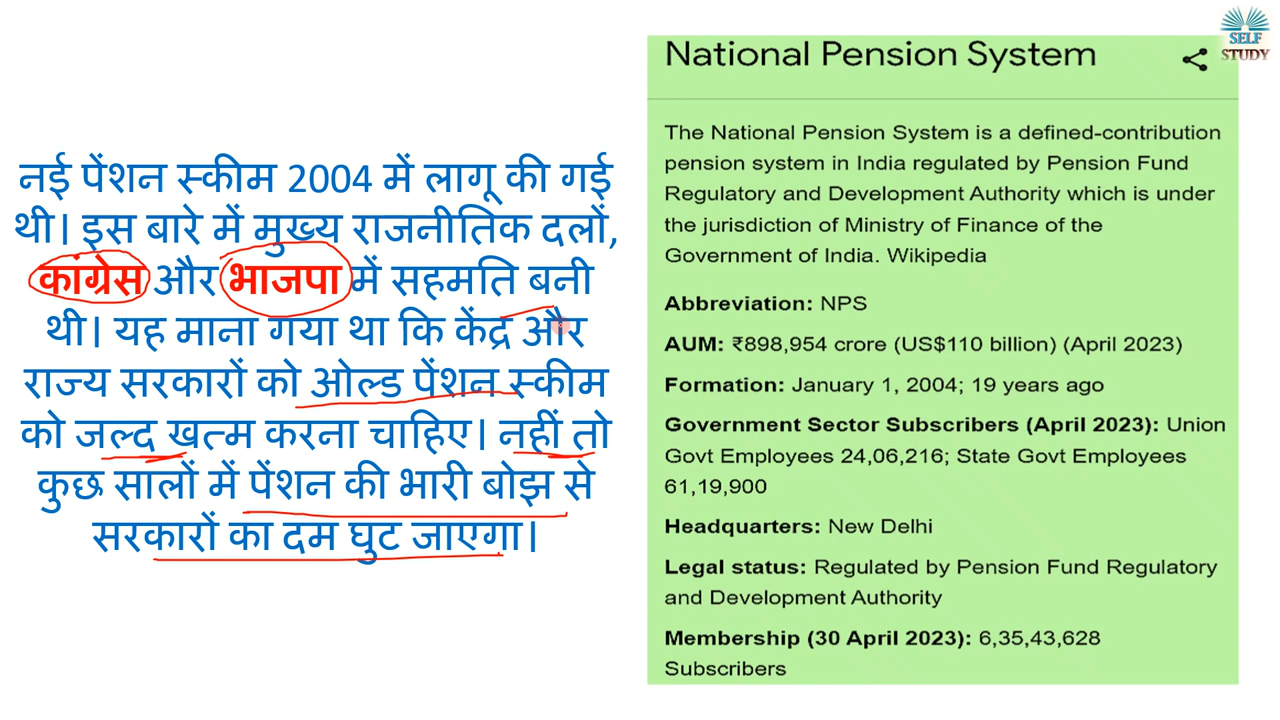 SELF
STUDY
नई पेंशन स्कीम 2004 में लागू की गई
थी। इस बारे में मुख्य राजनीतिक दलों,
कांग्रेस और भाजपा में सहमति बनी
थी। यह माना गया था कि केंद्र और
राज्य सरकारों को ओल्ड पेंशन स्कीम
को जल्द खत्म करना चाहिए। नहीं तो
कुछ सालों में पेंशन की भारी बोझ से
सरकारों का दम घुट जाएगा।
National Pension System
The National Pension System is a defined-contribution
pension system in India regulated by Pension Fund
Regulatory and Development Authority which is under
the jurisdiction of Ministry of Finance of the
Government of India. Wikipedia
Abbreviation: NPS
AUM: ₹898,954 crore (US$110 billion) (April 2023)
Formation: January 1, 2004; 19 years ago
Government Sector Subscribers (April 2023): Union
Govt Employees 24,06,216; State Govt Employees
61,19,900
Headquarters: New Delhi
Legal status: Regulated by Pension Fund Regulatory
and Development Authority
Membership (30 April 2023): 6,35,43,628
Subscribers